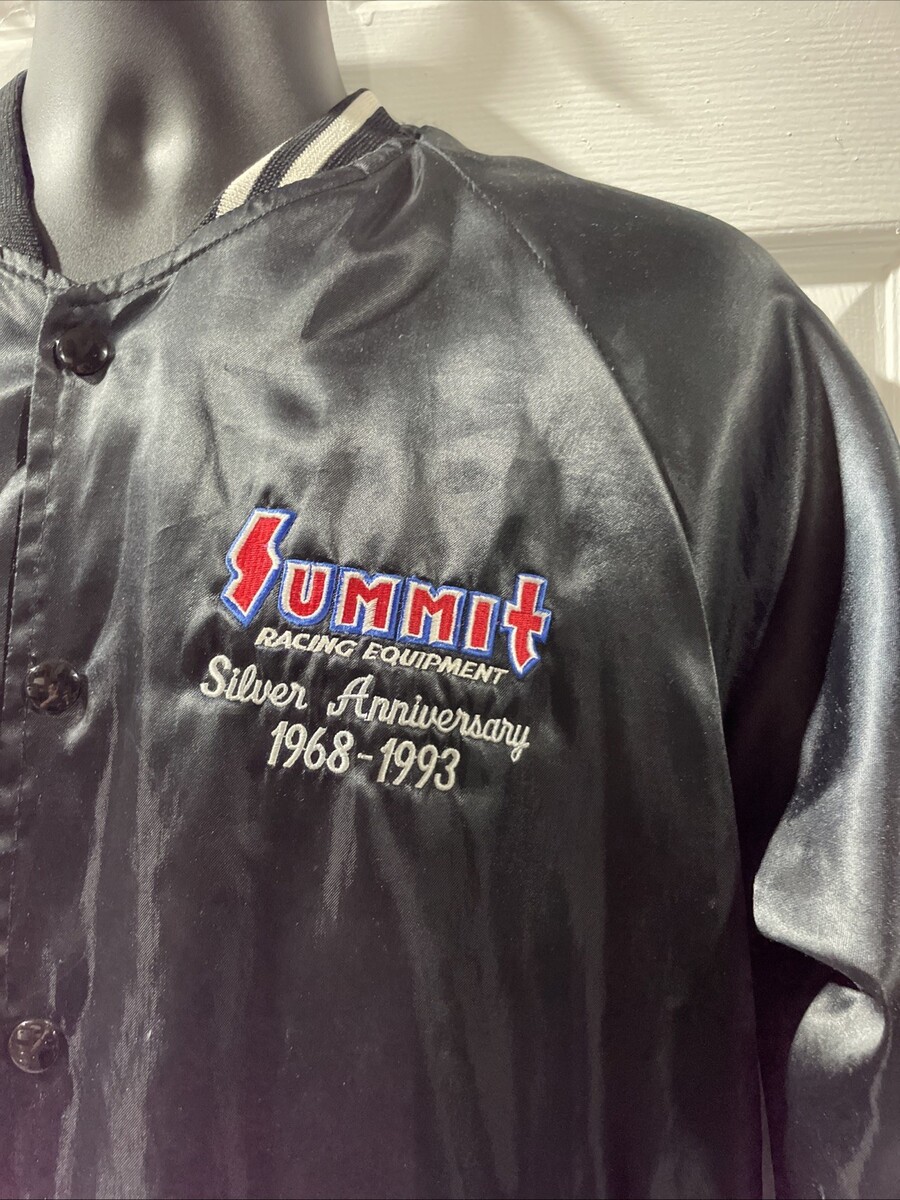 Summit
RACING EQUIPMENT
Silver Anniversary
1968-1993